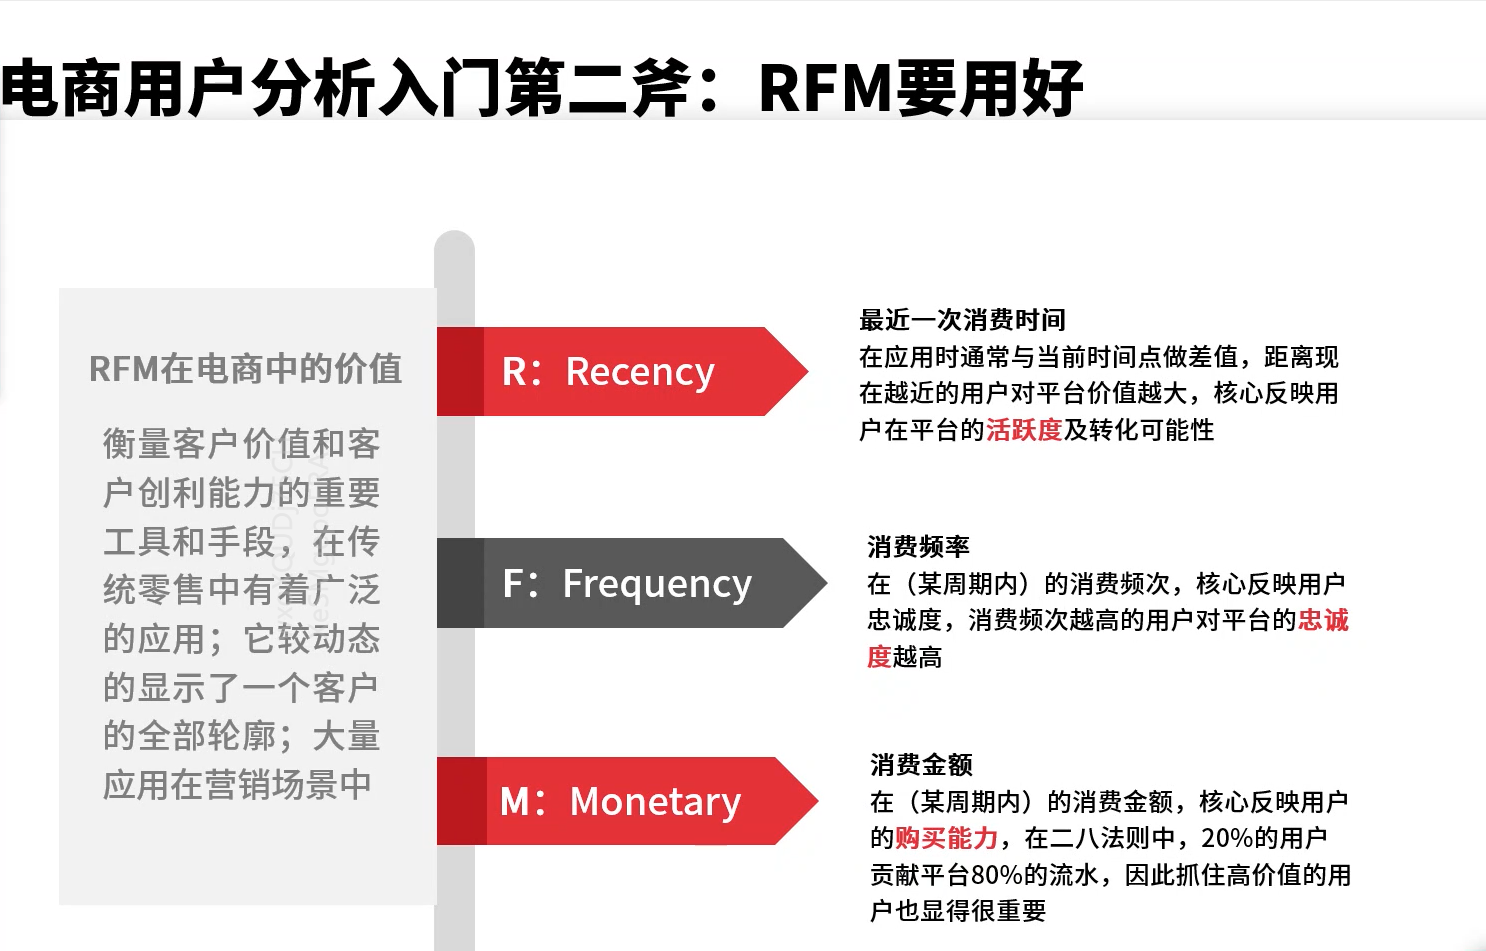 电商用户分析入门第二斧：RFM要用好
RFM在电商中的价值
衡量客户价值和客
户创利能力的重要
工具和手段，在传
统零售中有着广泛
的应用；它较动态
的显示了一个客户
的全部轮廓；大量
应用在营销场景中
R：Recency
最近一次消费时间
在应用时通常与当前时间点做差值，距离现
在越近的用户对平台价值越大，核心反映用
户在平台的活跃度及转化可能性
F：Frequency
消费频率
在（某周期内）的消费频次，核心反映用户
忠诚度，消费频次越高的用户对平台的忠诚
度越高
M：Monetary
消费金额
在（某周期内）的消费金额，核心反映用户
的购买能力，在二八法则中，20%的用户
贡献平台80%的流水，因此抓住高价值的用
户也显得很重要